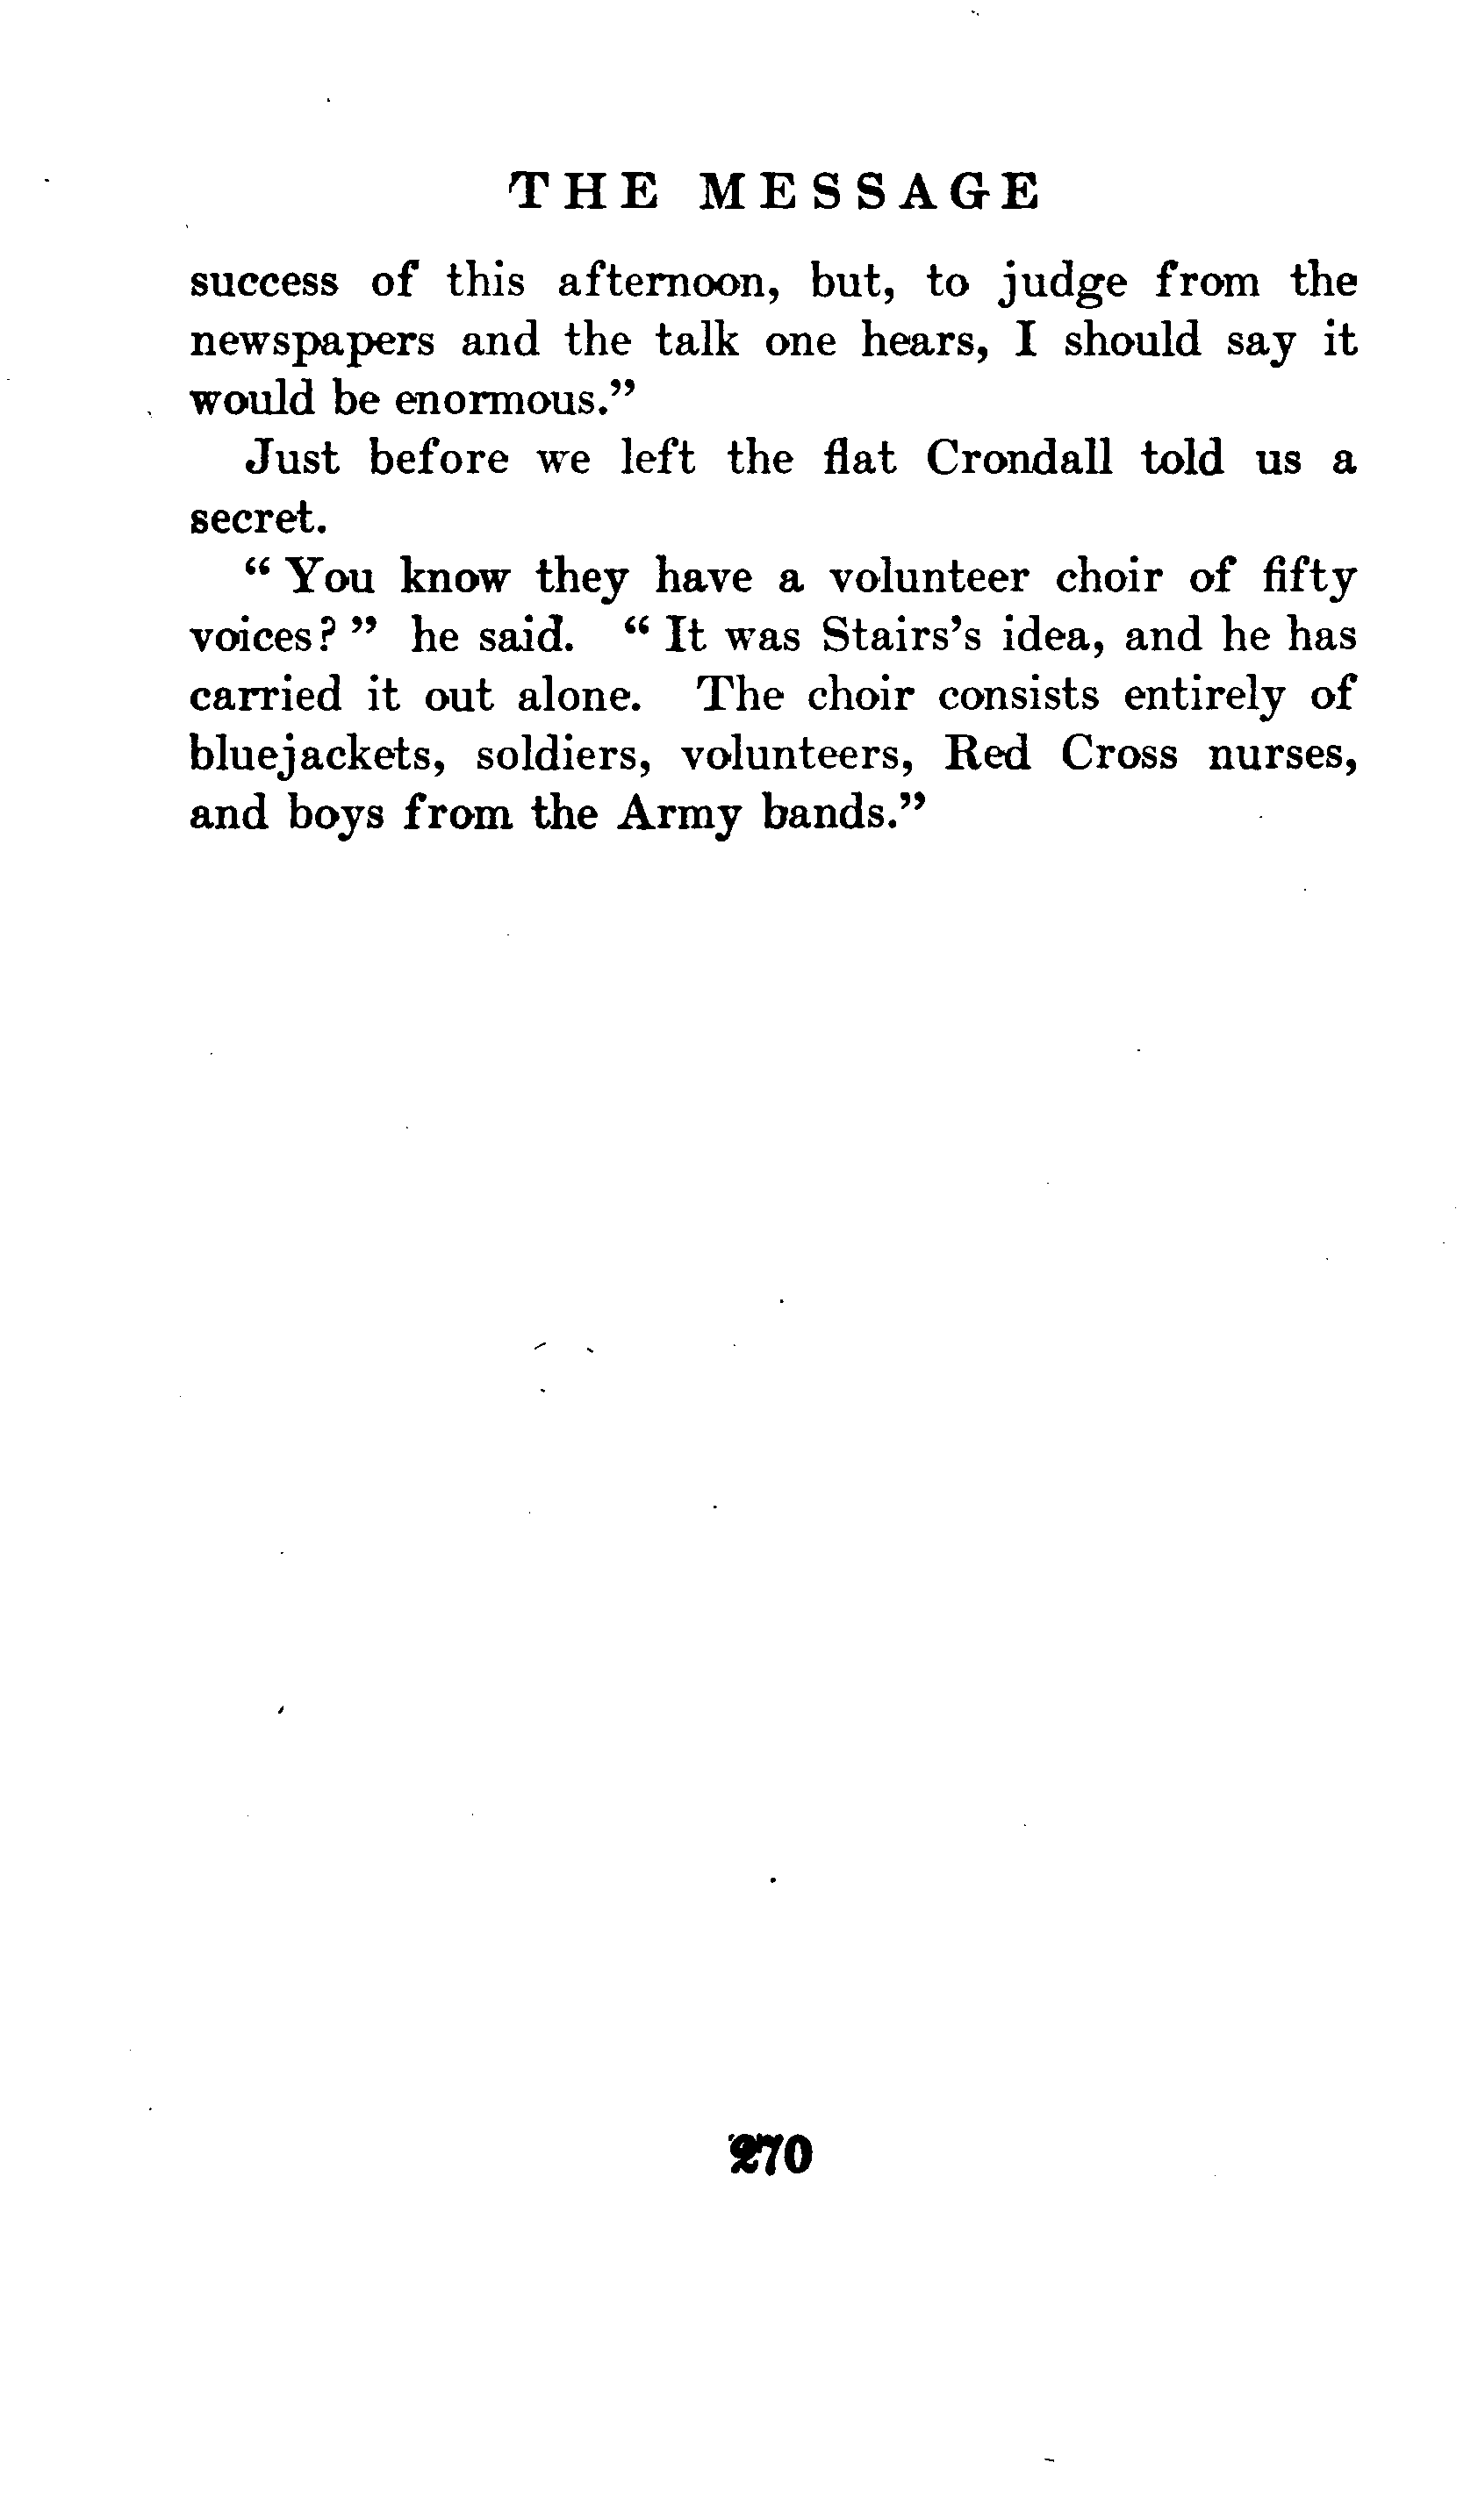 THE MESSAGE
success of this afternoon, but, to judge from the
newspapers and the talk one hears, I should say it
would be enormous."
Just before we left the flat Crondall told us a
secret.
" You know they have a volunteer choir of fifty
voices? " he said. " It was Stairs's idea, and he has
carried it out alone. The choir consists entirely of
bluejackets, soldiers, volunteers, Red Cross nurses,
and boys from the Army bands."
270